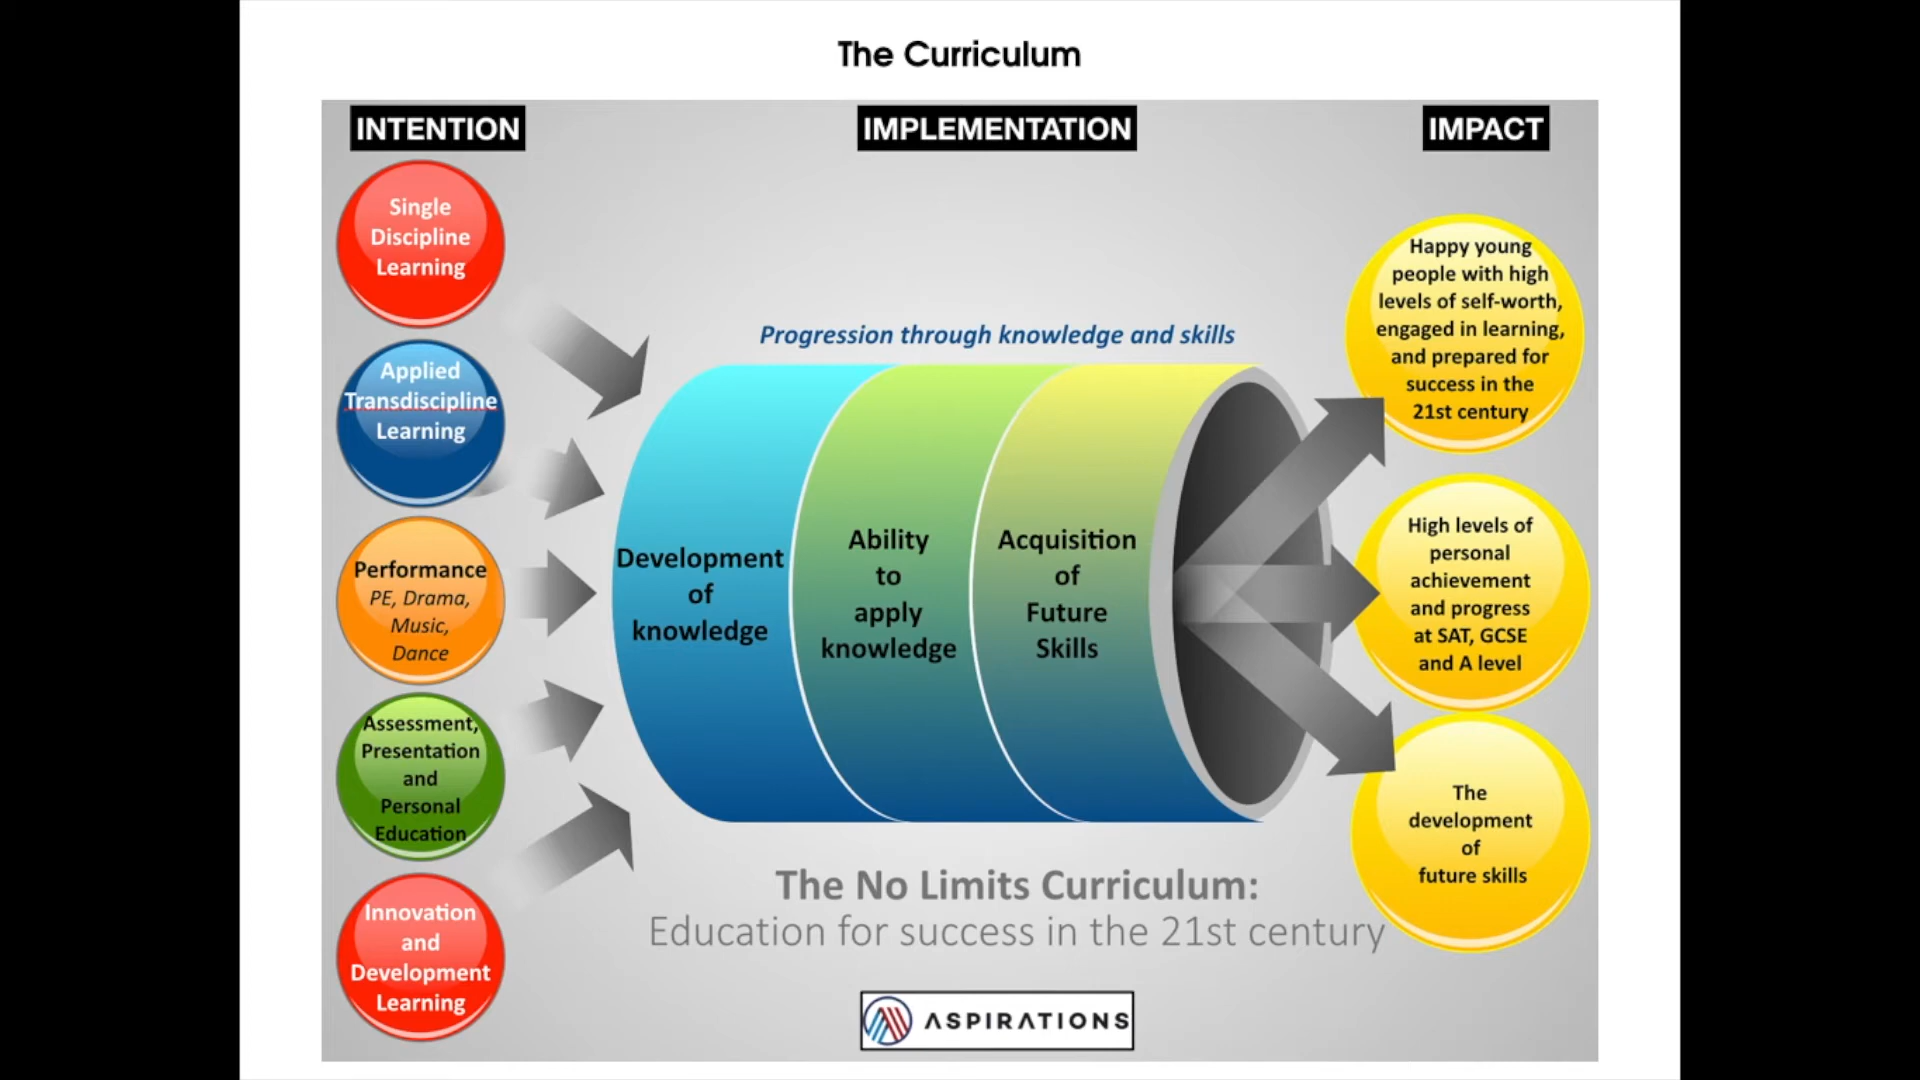 The Curriculum
INTENTION
IMPLEMENTATION
IMPACT
Single
Discipline
Learning
Applied
Transdiscipline
Learning
Performance
PE, Drama,
Music,
Dance
Assessment,
Presentation
and
Personal
Education
Innovation
and
Development
Learning
Progression through knowledge and skills
Development
of
knowledge
Ability
to
apply
knowledge
Acquisition
of
Future
Skills
Happy young
people with high
levels of self-worth,
engaged in learning,
and prepared for
success in the
21st century
High levels of
personal
achievement
and progress
at SAT, GCSE
and A level
The
development
of
future skills
The No Limits Curriculum:
Education for success in the 21st century
ASPIRATIONS